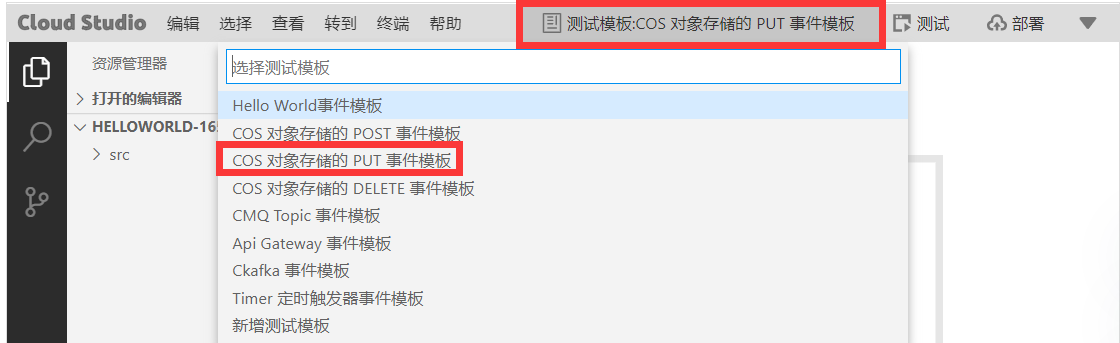 Cloud Studio 编辑 选择 查看 转到 终端 帮助 测试模板:COS 对象存储的 PUT 事件模板 测试 部署
资源管理器
打开的编辑器
HELLOWORLD-16
src
选择测试模板
Hello World事件模板
COS 对象存储的 POST 事件模板
COS 对象存储的 PUT 事件模板
COS 对象存储的 DELETE 事件模板
CMQ Topic 事件模板
Api Gateway 事件模板
Ckafka 事件模板
Timer 定时触发器事件模板
新增测试模板